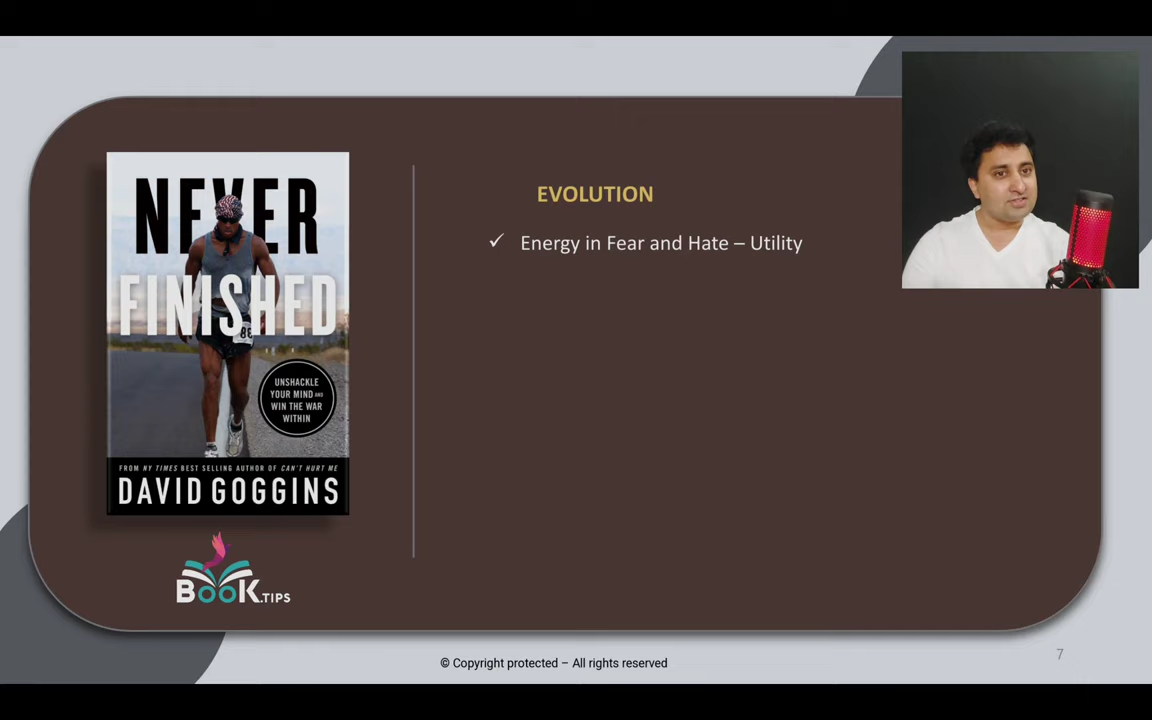 NEVER
FINISHED
86
UNSHACKLE
YOUR MIND AND
WIN THE WAR
WITHIN
FROM NY TIMES BEST SELLING AUTHOR OF CAN'T HURT ME
DAVID GOGGINS
BOOK.TIPS
EVOLUTION
✓ Energy in Fear and Hate – Utility
© Copyright protected – All rights reserved
7